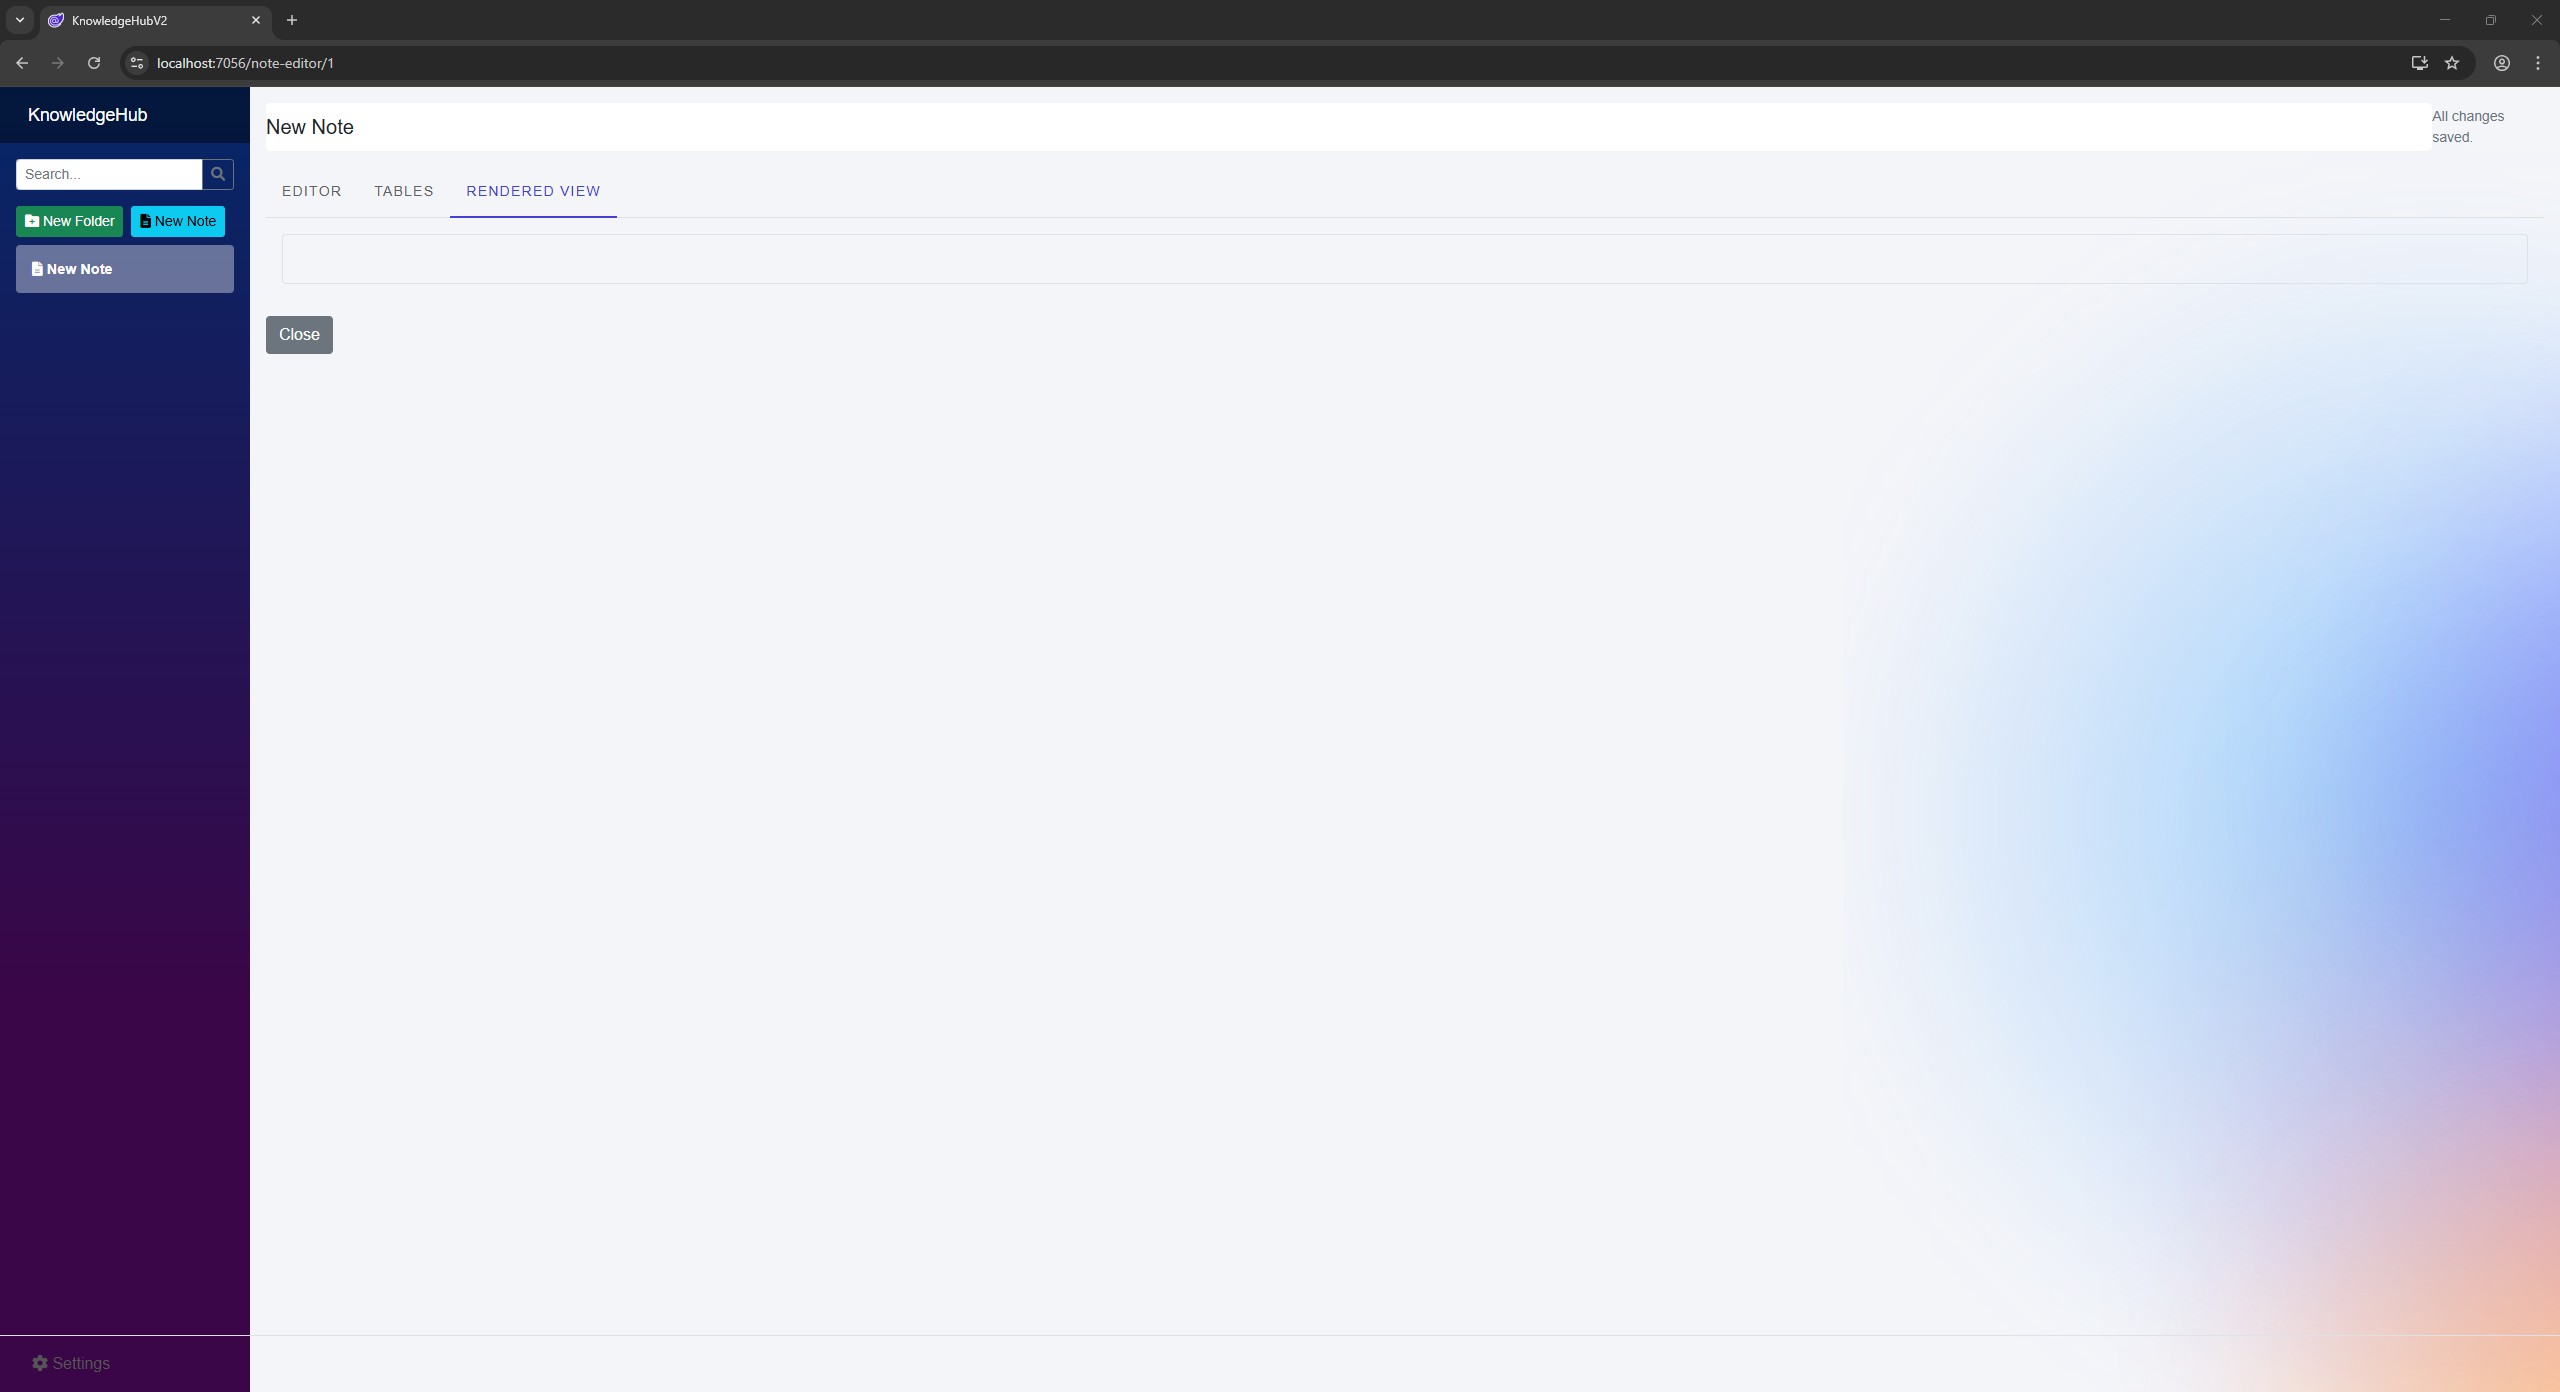 KnowledgeHubV2
localhost:7056/note-editor/1
KnowledgeHub
Search...
New Folder
New Note
New Note
Settings
New Note
All changes
saved.
EDITOR
TABLES
RENDERED VIEW
Close